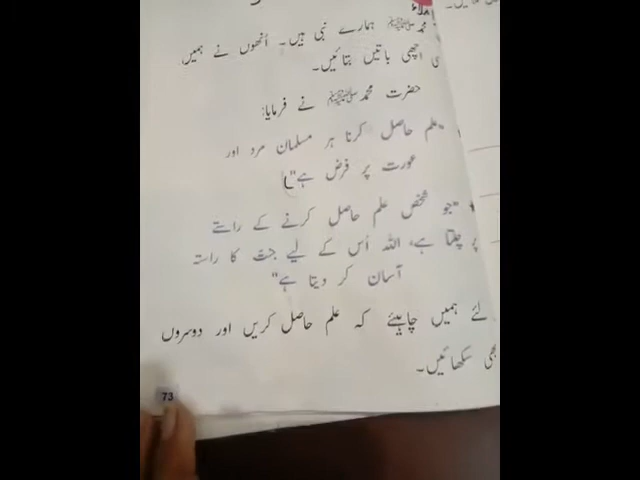 محمد ﷺ ہمارے نبی ہیں۔ اُنھوں نے ہمیں
اچھی باتیں بتائیں۔
حضرت محمد ﷺ نے فرمایا:
"علم حاصل کرنا ہر مسلمان مرد اور
عورت پر فرض ہے"
"جو شخص علم حاصل کرنے کے راستے
پر چلتا ہے، اللہ اُس کے لیے جنت کا راستہ
آسان کر دیتا ہے"
لئے ہمیں چاہیئے کہ علم حاصل کریں اور دوسروں
بھی سکھائیں۔
73